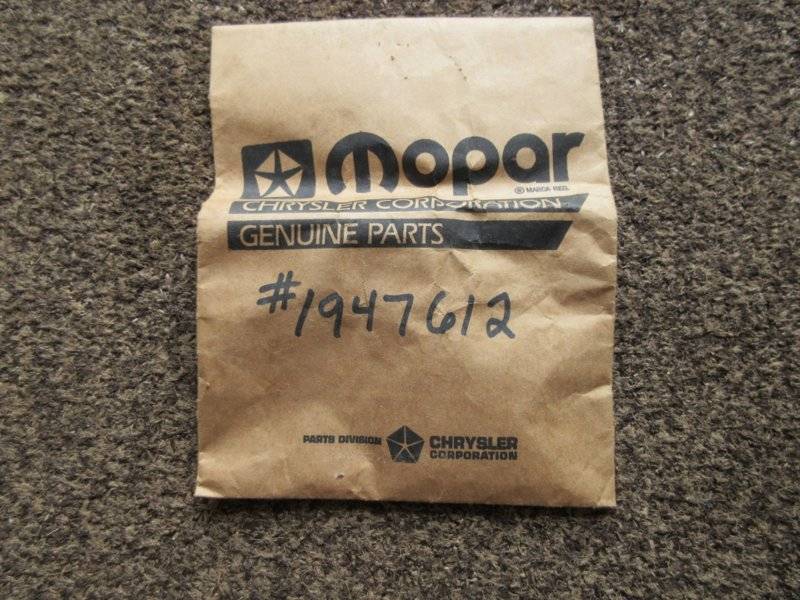 mopar
® MARCA REG.
CHRYSLER CORPORATION
GENUINE PARTS
#1947612
PARTS DIVISION CHRYSLER
CORPORATION